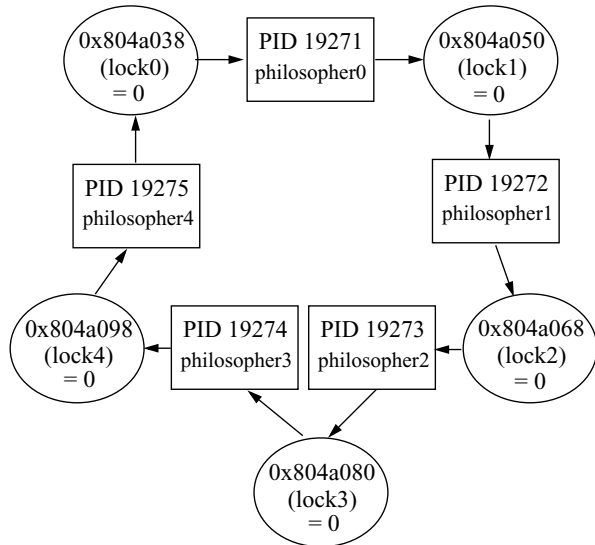 0x804a038
(lock0)
= 0
PID 19271
philosopher0
0x804a050
(lock1)
= 0
PID 19275
philosopher4
PID 19272
philosopher1
0x804a098
(lock4)
= 0
PID 19274
philosopher3
PID 19273
philosopher2
0x804a068
(lock2)
= 0
0x804a080
(lock3)
= 0